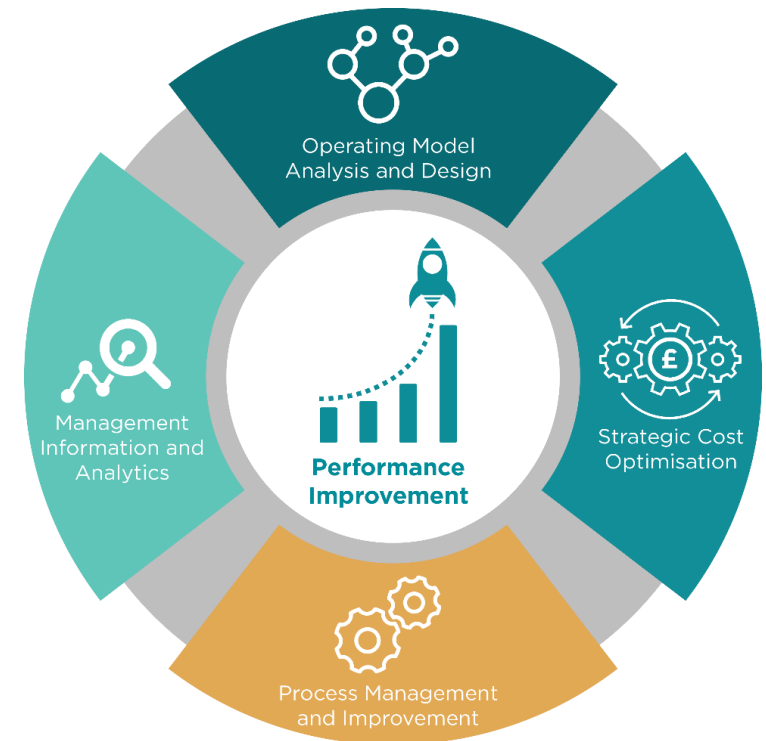 Operating Model
Analysis and Design
£
Strategic Cost
Optimisation
Process Management
and Improvement
Management
Information and
Analytics
Performance
Improvement